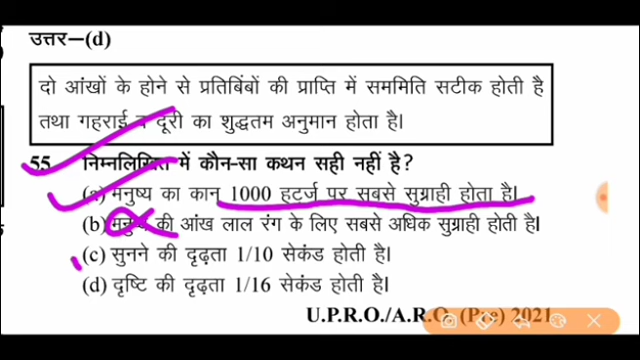 उत्तर–(d)
दो आंखों के होने से प्रतिबिंबों की प्राप्ति में सममिति सटीक होती है
तथा गहराई व दूरी का शुद्धतम अनुमान होता है।
55 निम्नलिखित में कौन-सा कथन सही नहीं है?
(a) मनुष्य का कान 1000 हर्ट्ज पर सबसे सुग्राही होता है।
(b) मनुष्य की आंख लाल रंग के लिए सबसे अधिक सुग्राही होती है।
(c) सुनने की दृढ़ता 1/10 सेकंड होती है।
(d) दृष्टि की दृढ़ता 1/16 सेकंड होती है।
U.P.R.O./A.R.O. (Pre) 2021